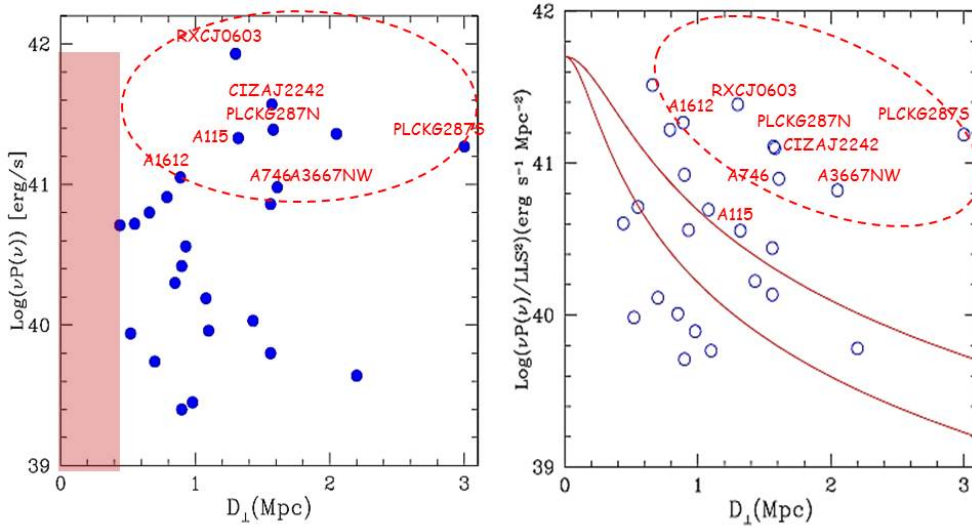 42
41
40
39
0
1
2
3
Log(νP(ν)) [erg/s]
D⊥(Mpc)
RXCJ0603
CIZAJ2242
PLCKG287N
A115
PLCKG287S
A1612
A746A3667NW
42
41
40
39
0
1
2
3
Log(νP(ν)/LLS²)(erg s⁻¹ Mpc⁻²)
D⊥(Mpc)
RXCJ0603
A1612
PLCKG287S
PLCKG287N
CIZAJ2242
A746
A3667NW
A115